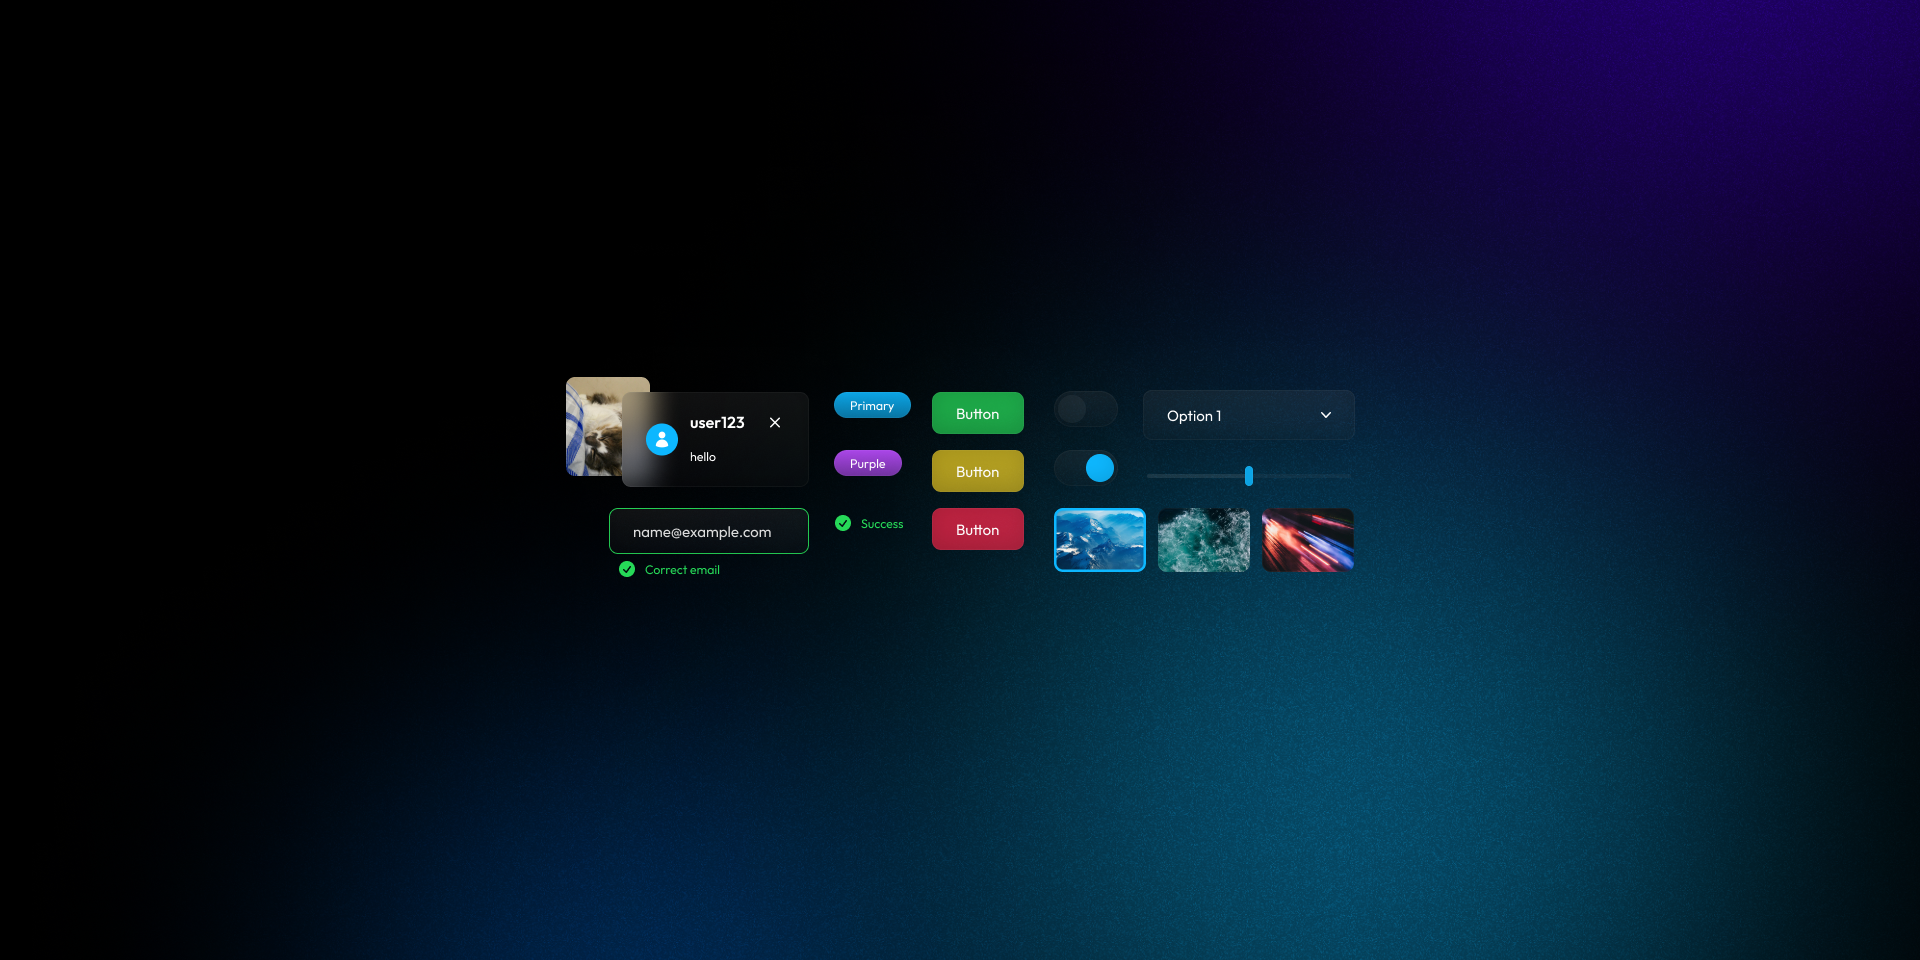 user123
hello
name@example.com
Correct email
Primary
Purple
Success
Button
Button
Button
Option 1